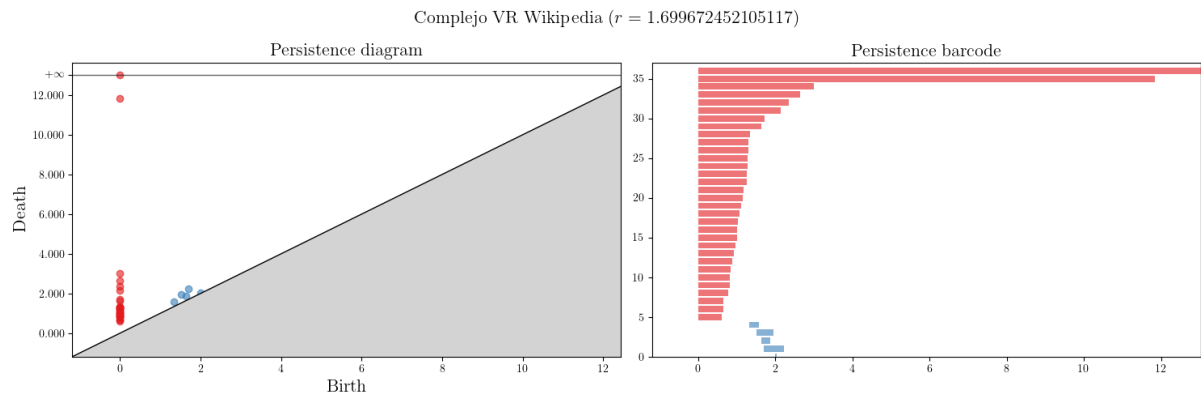 Complejo VR Wikipedia (r = 1.699672452105117)
Persistence diagram
+∞
12.000
10.000
8.000
6.000
4.000
2.000
0.000
Death
0 2 4 6 8 10 12
Birth
Persistence barcode
35
30
25
20
15
10
5
0
0 2 4 6 8 10 12